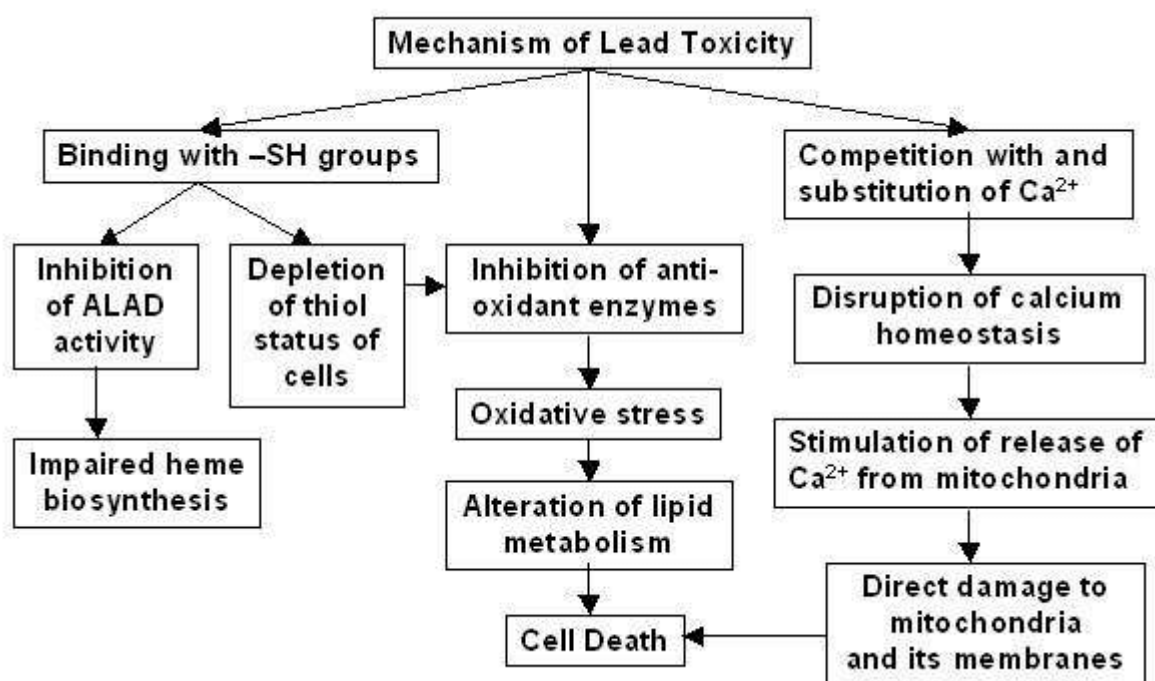 Mechanism of Lead Toxicity
Binding with –SH groups
Competition with and
substitution of Ca²⁺
Inhibition
of ALAD
activity
Depletion
of thiol
status of
cells
Inhibition of anti-
oxidant enzymes
Disruption of calcium
homeostasis
Oxidative stress
Impaired heme
biosynthesis
Stimulation of release of
Ca²⁺ from mitochondria
Alteration of lipid
metabolism
Direct damage to
mitochondria
and its membranes
Cell Death